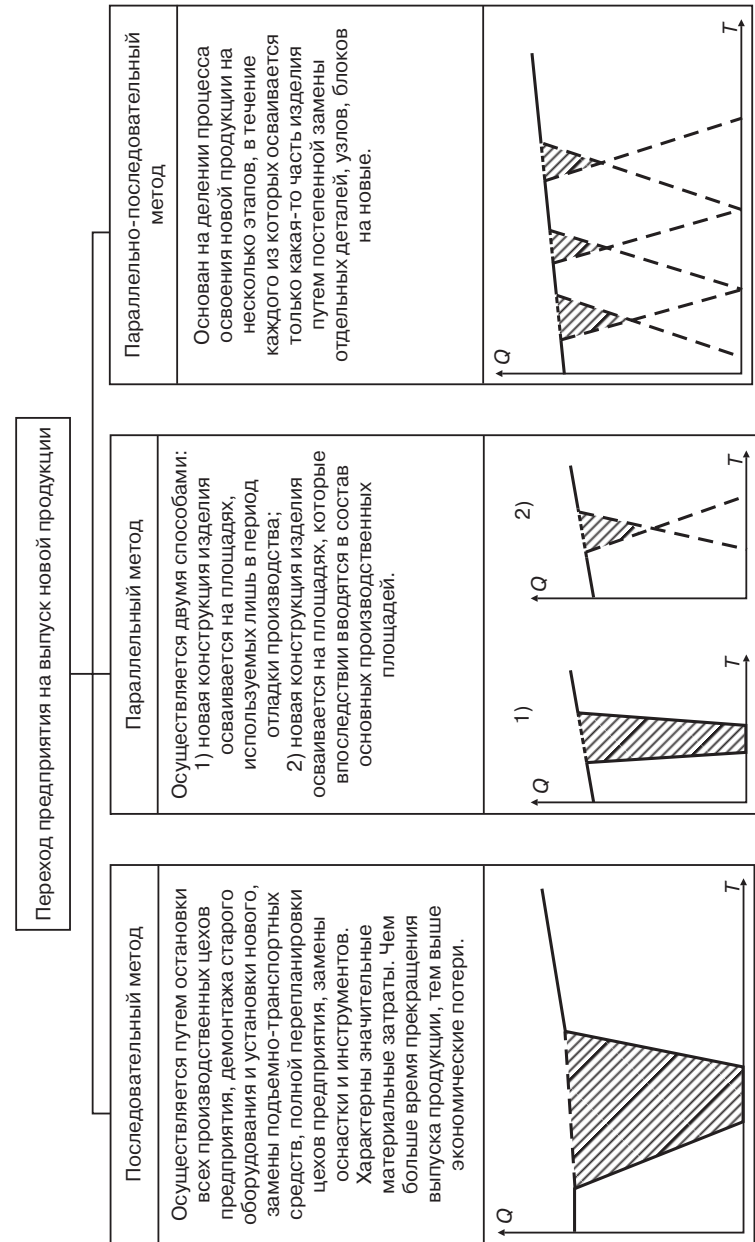 Переход предприятия на выпуск новой продукции
Последовательный метод
Осуществляется путем остановки
всех производственных цехов
предприятия, демонтажа старого
оборудования и установки нового,
замены подъемно-транспортных
средств, полной перепланировки
цехов предприятия, замены
оснастки и инструментов.
Характерны значительные
материальные затраты. Чем
больше время прекращения
выпуска продукции, тем выше
экономические потери.
Q
T
Параллельный метод
Осуществляется двумя способами:
1) новая конструкция изделия
осваивается на площадях,
используемых лишь в период
отладки производства;
2) новая конструкция изделия
осваивается на площадях, которые
впоследствии вводятся в состав
основных производственных
площадей.
1)
Q
T
2)
Q
T
Параллельно-последовательный
метод
Основан на делении процесса
освоения новой продукции на
несколько этапов, в течение
каждого из которых осваивается
только какая-то часть изделия
путем постепенной замены
отдельных деталей, узлов, блоков
на новые.
Q
T